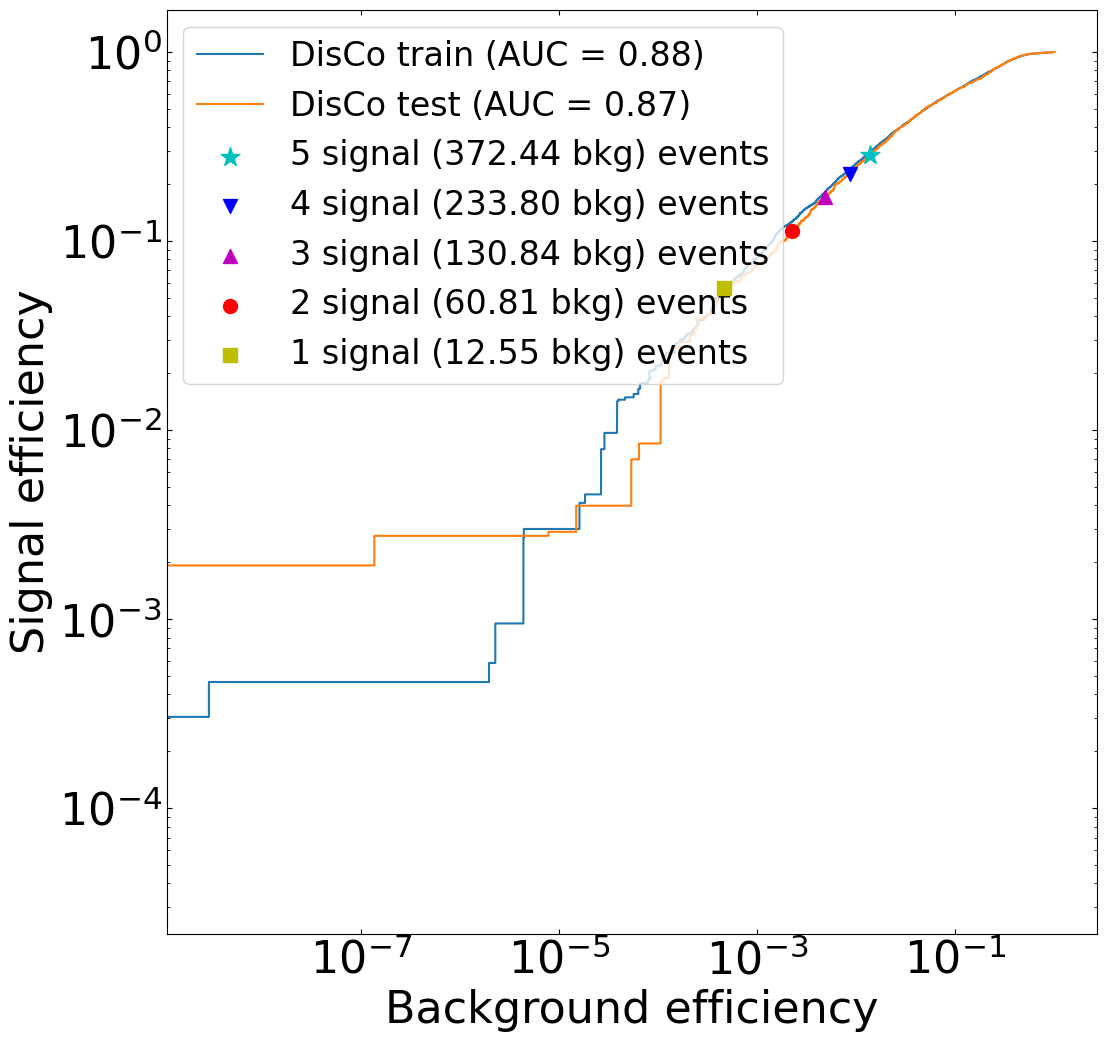 DisCo train (AUC = 0.88)
DisCo test (AUC = 0.87)
5 signal (372.44 bkg) events
4 signal (233.80 bkg) events
3 signal (130.84 bkg) events
2 signal (60.81 bkg) events
1 signal (12.55 bkg) events
Signal efficiency
10⁰
10⁻¹
10⁻²
10⁻³
10⁻⁴
10⁻⁷ 10⁻⁵ 10⁻³ 10⁻¹
Background efficiency